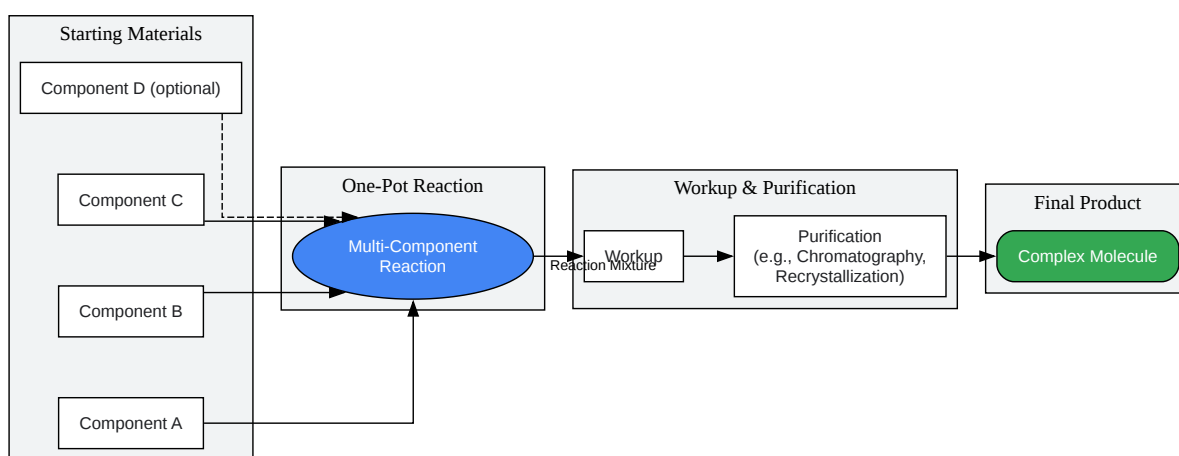 Starting Materials
Component D (optional)
Component C
Component B
Component A
One-Pot Reaction
Multi-Component
Reaction
Reaction Mixture
Workup & Purification
Workup
Purification
(e.g., Chromatography,
Recrystallization)
Final Product
Complex Molecule